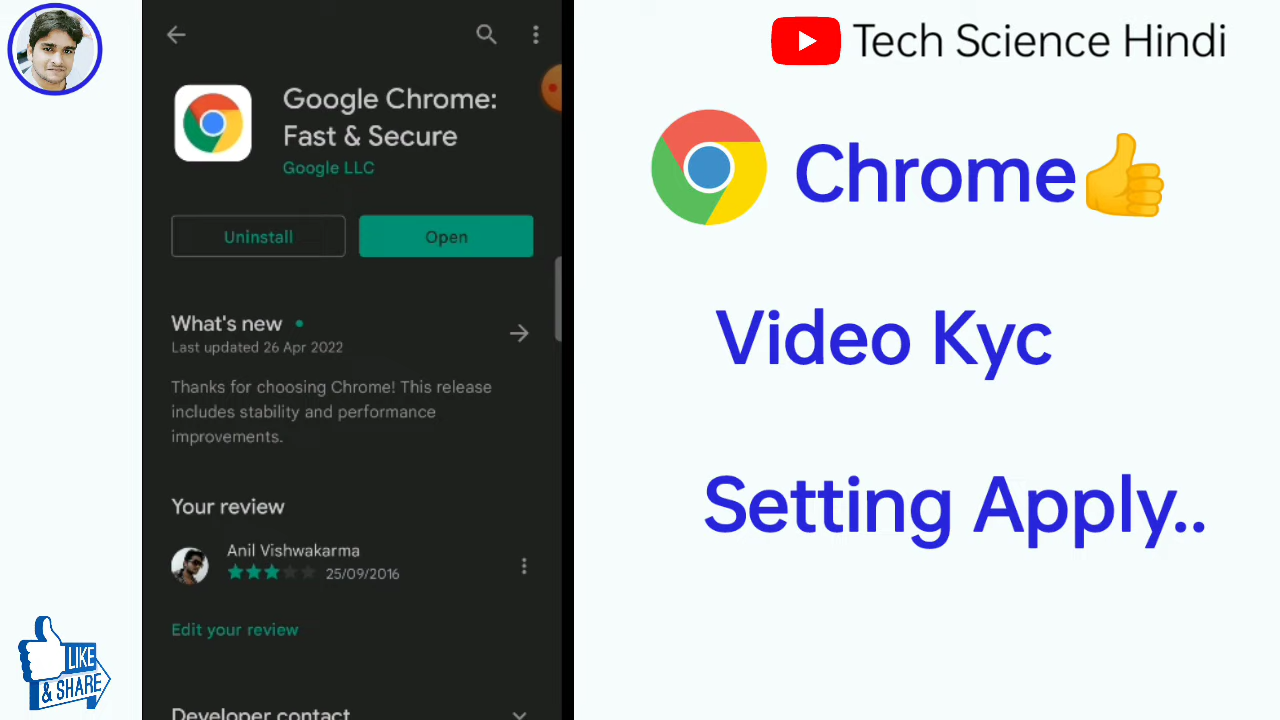 Google Chrome:
Fast & Secure
Google LLC
Uninstall
Open
What's new
Last updated 26 Apr 2022
Thanks for choosing Chrome! This release
includes stability and performance
improvements.
Your review
Anil Vishwakarma
25/09/2016
Edit your review
Developer contact
Tech Science Hindi
Chrome
Video Kyc
Setting Apply..
LIKE
& SHARE